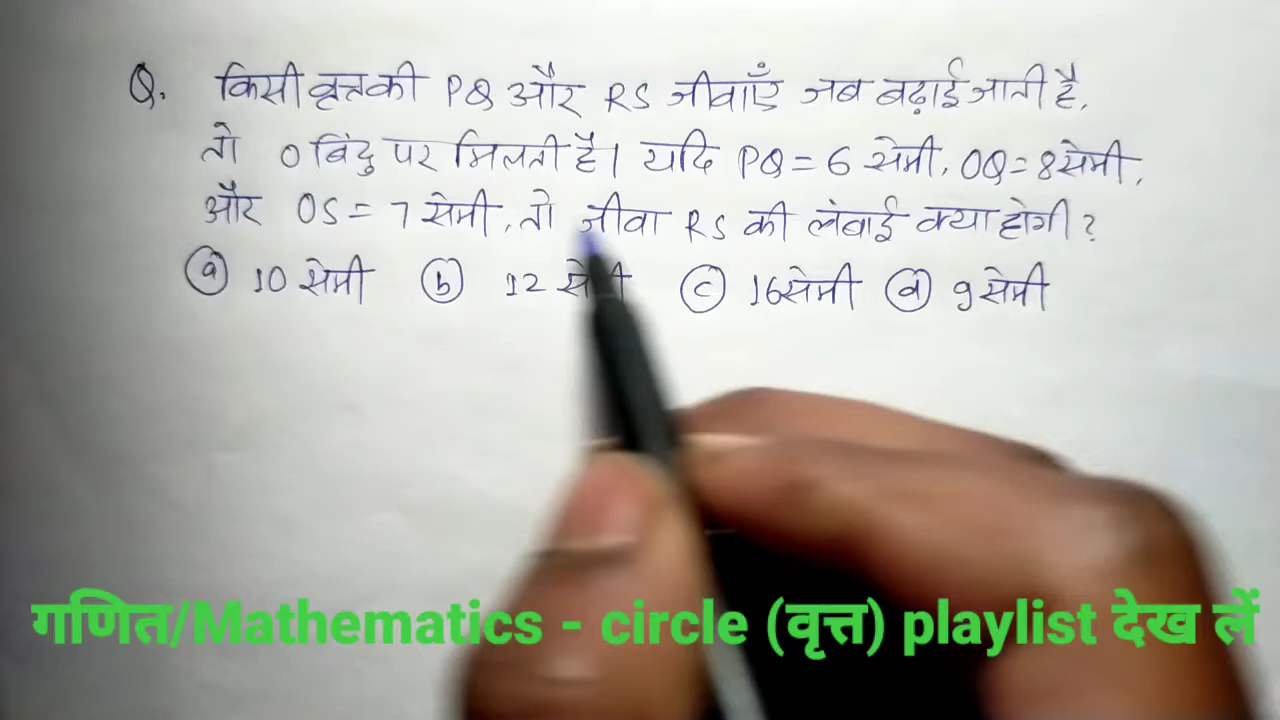 Q. किसी वृत्त की PQ और RS जीवाएँ जब बढ़ाई जाती है,
तो O बिंदु पर मिलती है। यदि PQ = 6 सेमी, OQ = 8 सेमी,
और OS = 7 सेमी, तो जीवा RS की लंबाई क्या होगी ?
(a) 10 सेमी (b) 12 सेमी (c) 16 सेमी (d) 9 सेमी
गणित/Mathematics - circle (वृत्त) playlist देख लें